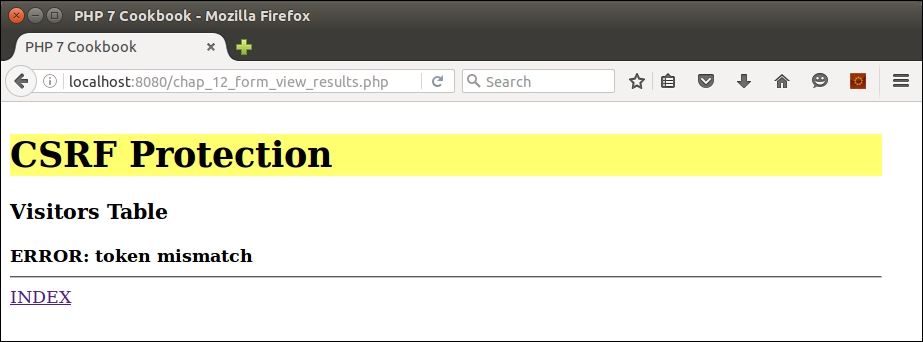 PHP 7 Cookbook - Mozilla Firefox
PHP 7 Cookbook
localhost:8080/chap_12_form_view_results.php
Search
CSRF Protection
Visitors Table
ERROR: token mismatch
INDEX